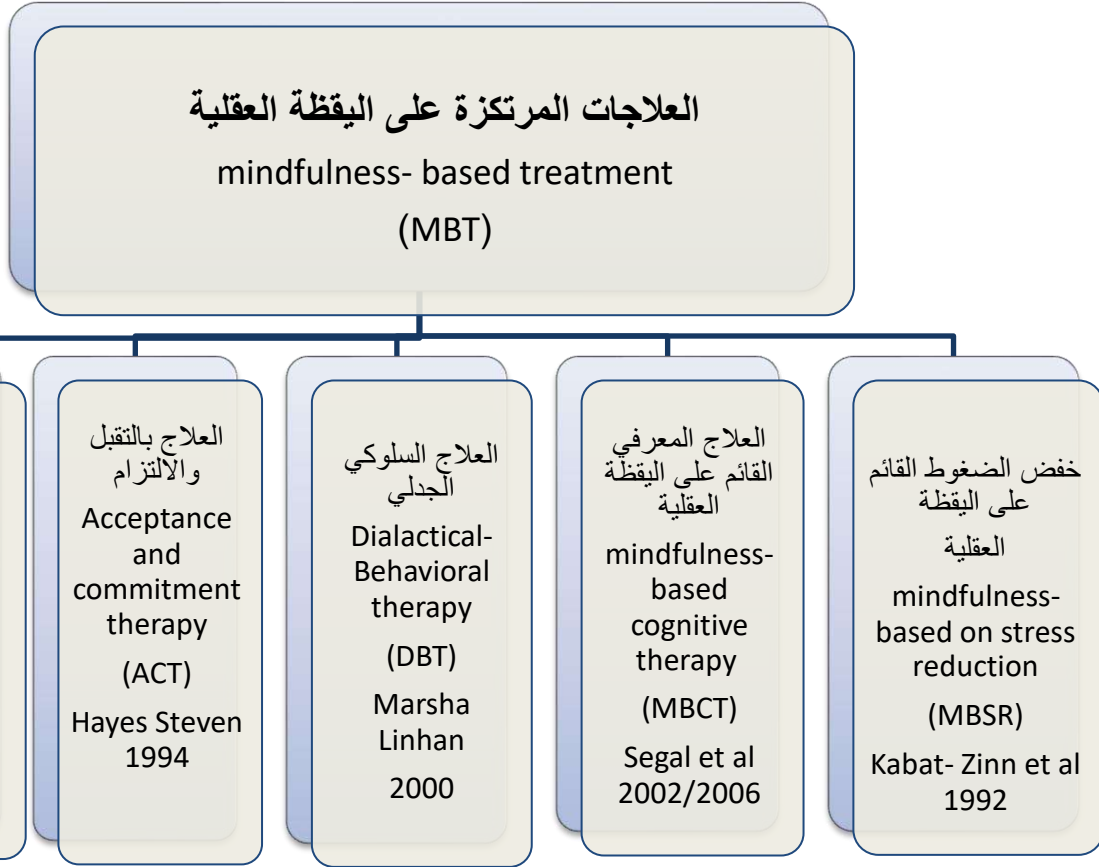 العلاجات المرتكزة على اليقظة العقلية
mindfulness- based treatment
(MBT)
خفض الضغوط القائم
على اليقظة
العقلية
mindfulness-
based on stress
reduction
(MBSR)
Kabat- Zinn et al
1992
العلاج المعرفي
القائم على اليقظة
العقلية
mindfulness-
based
cognitive
therapy
(MBCT)
Segal et al
2002/2006
العلاج السلوكي
الجدلي
Dialactical-
Behavioral
therapy
(DBT)
Marsha
Linhan
2000
العلاج بالتقبل
والالتزام
Acceptance
and
commitment
therapy
(ACT)
Hayes Steven
1994